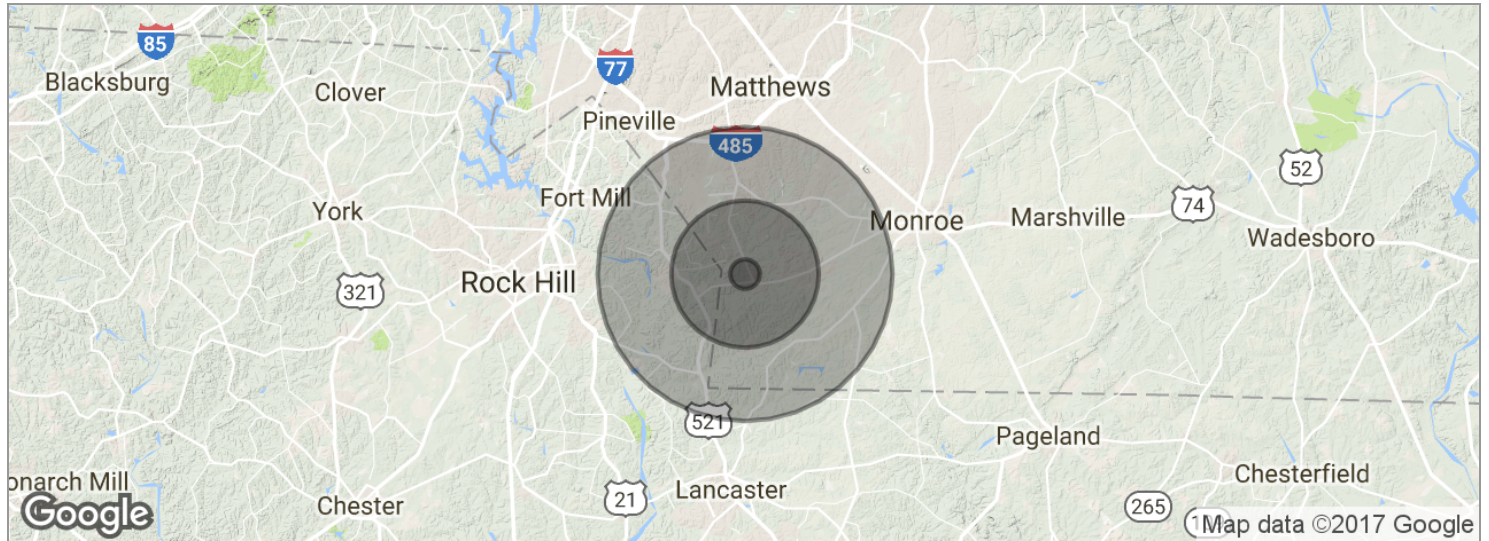 85
Blacksburg
Clover
77
Matthews
Pineville
485
52
York
Fort Mill
74
Monroe
Marshville
Wadesboro
321
Rock Hill
521
Pageland
onarch Mill
Chester
21
Lancaster
Chesterfield
265
Google
Map data ©2017 Google